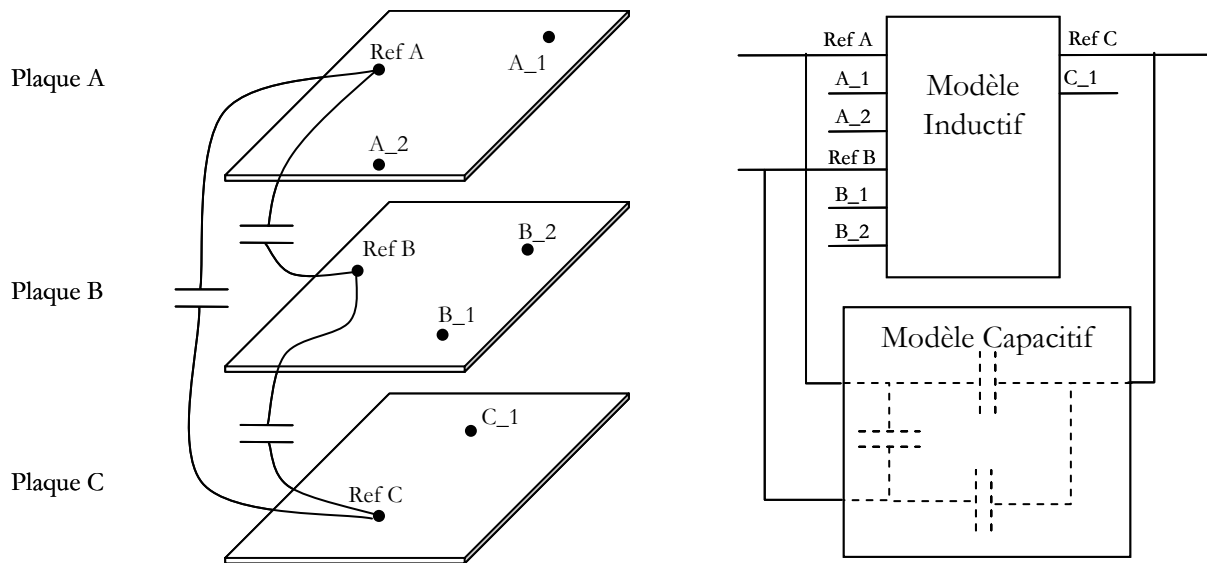 Plaque A
Ref A
A_1
A_2
Plaque B
Ref B
B_2
B_1
Plaque C
C_1
Ref C
Ref A
A_1
A_2
Ref B
B_1
B_2
Modèle
Inductif
Ref C
C_1
Modèle Capacitif